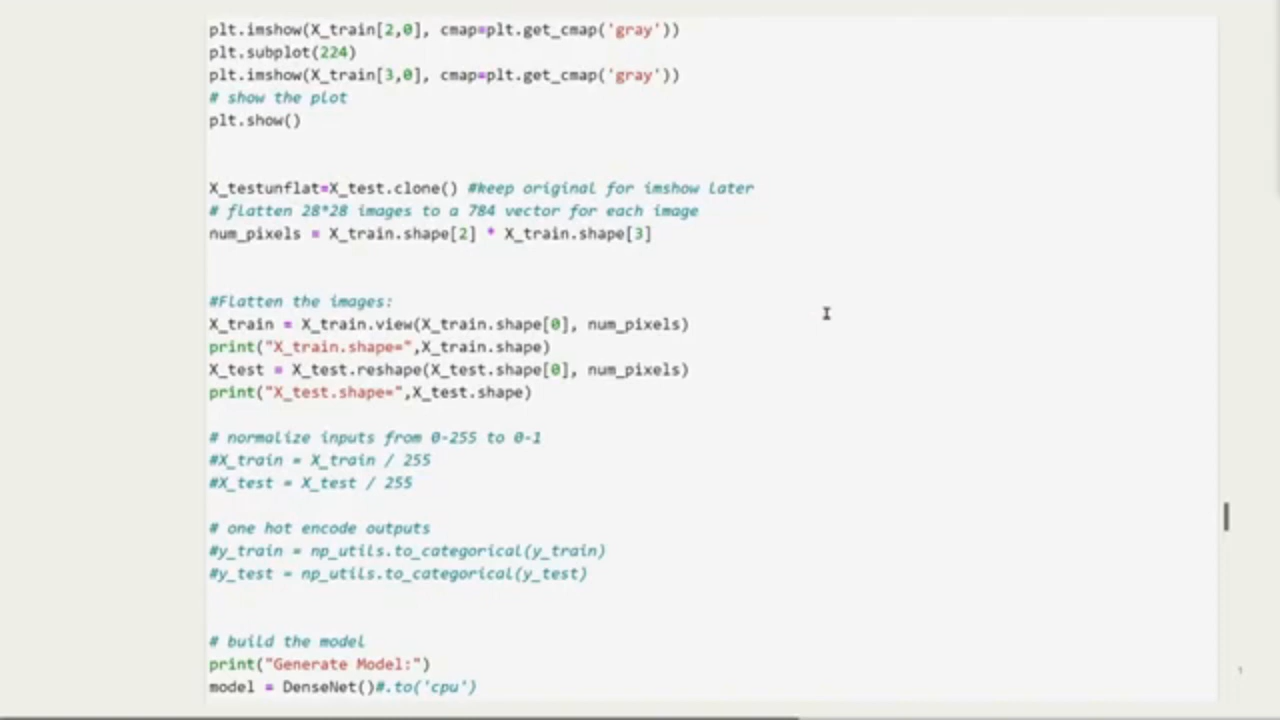 plt.imshow(X_train[2,0], cmap=plt.get_cmap('gray'))
plt.subplot(224)
plt.imshow(X_train[3,0], cmap=plt.get_cmap('gray'))
# show the plot
plt.show()
X_testunflat=X_test.clone() #keep original for imshow later
# flatten 28*28 images to a 784 vector for each image
num_pixels = X_train.shape[2] * X_train.shape[3]
#Flatten the images:
X_train = X_train.view(X_train.shape[0], num_pixels)
print("X_train.shape=",X_train.shape)
X_test = X_test.reshape(X_test.shape[0], num_pixels)
print("X_test.shape=",X_test.shape)
# normalize inputs from 0-255 to 0-1
#X_train = X_train / 255
#X_test = X_test / 255
# one hot encode outputs
#y_train = np_utils.to_categorical(y_train)
#y_test = np_utils.to_categorical(y_test)
# build the model
print("Generate Model:")
model = DenseNet()#.to('cpu')